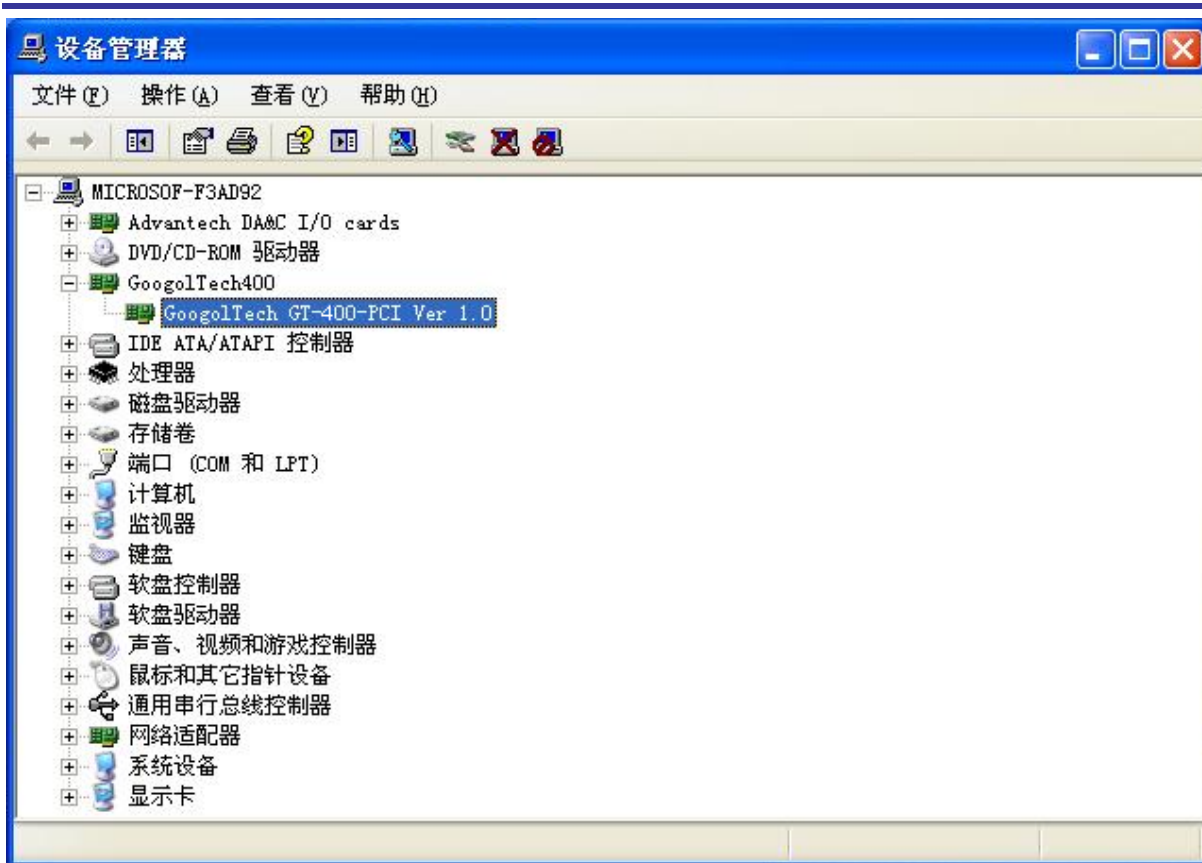 设备管理器
文件(F) 操作(A) 查看(V) 帮助(H)
MICROSOF-F3AD92
Advantech DA&C I/O cards
DVD/CD-ROM 驱动器
GoogolTech400
GoogolTech GT-400-PCI Ver 1.0
IDE ATA/ATAPI 控制器
处理器
磁盘驱动器
存储卷
端口 (COM 和 LPT)
计算机
监视器
键盘
软盘控制器
软盘驱动器
声音、视频和游戏控制器
鼠标和其它指针设备
通用串行总线控制器
网络适配器
系统设备
显示卡